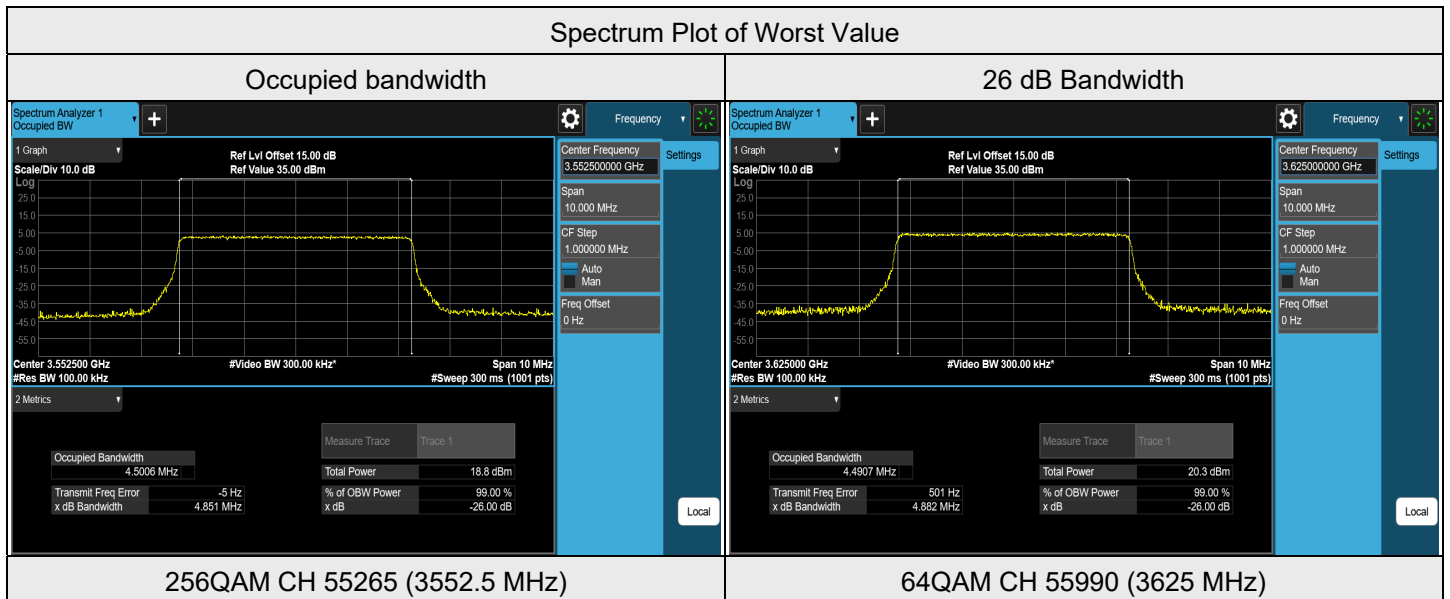 Spectrum Plot of Worst Value
Occupied bandwidth
Spectrum Analyzer 1
Occupied BW
+
Frequency
1 Graph
Scale/Div 10.0 dB
Ref Lvl Offset 15.00 dB
Ref Value 35.00 dBm
Log
25.0
15.0
5.00
-5.00
-15.0
-25.0
-35.0
-45.0
-55.0
Center 3.552500 GHz
#Video BW 300.00 kHz*
Span 10 MHz
#Res BW 100.00 kHz
#Sweep 300 ms (1001 pts)
Center Frequency
3.552500000 GHz
Settings
Span
10.000 MHz
CF Step
1.000000 MHz
Auto
Man
Freq Offset
0 Hz
Local
2 Metrics
Measure Trace Trace 1
Occupied Bandwidth
4.5006 MHz
Total Power 18.8 dBm
Transmit Freq Error -5 Hz
% of OBW Power 99.00 %
x dB Bandwidth 4.851 MHz
x dB -26.00 dB
256QAM CH 55265 (3552.5 MHz)
26 dB Bandwidth
Spectrum Analyzer 1
Occupied BW
+
Frequency
1 Graph
Scale/Div 10.0 dB
Ref Lvl Offset 15.00 dB
Ref Value 35.00 dBm
Log
25.0
15.0
5.00
-5.00
-15.0
-25.0
-35.0
-45.0
-55.0
Center 3.625000 GHz
#Video BW 300.00 kHz*
Span 10 MHz
#Res BW 100.00 kHz
#Sweep 300 ms (1001 pts)
Center Frequency
3.625000000 GHz
Settings
Span
10.000 MHz
CF Step
1.000000 MHz
Auto
Man
Freq Offset
0 Hz
Local
2 Metrics
Measure Trace Trace 1
Occupied Bandwidth
4.4907 MHz
Total Power 20.3 dBm
Transmit Freq Error 501 Hz
% of OBW Power 99.00 %
x dB Bandwidth 4.882 MHz
x dB -26.00 dB
64QAM CH 55990 (3625 MHz)